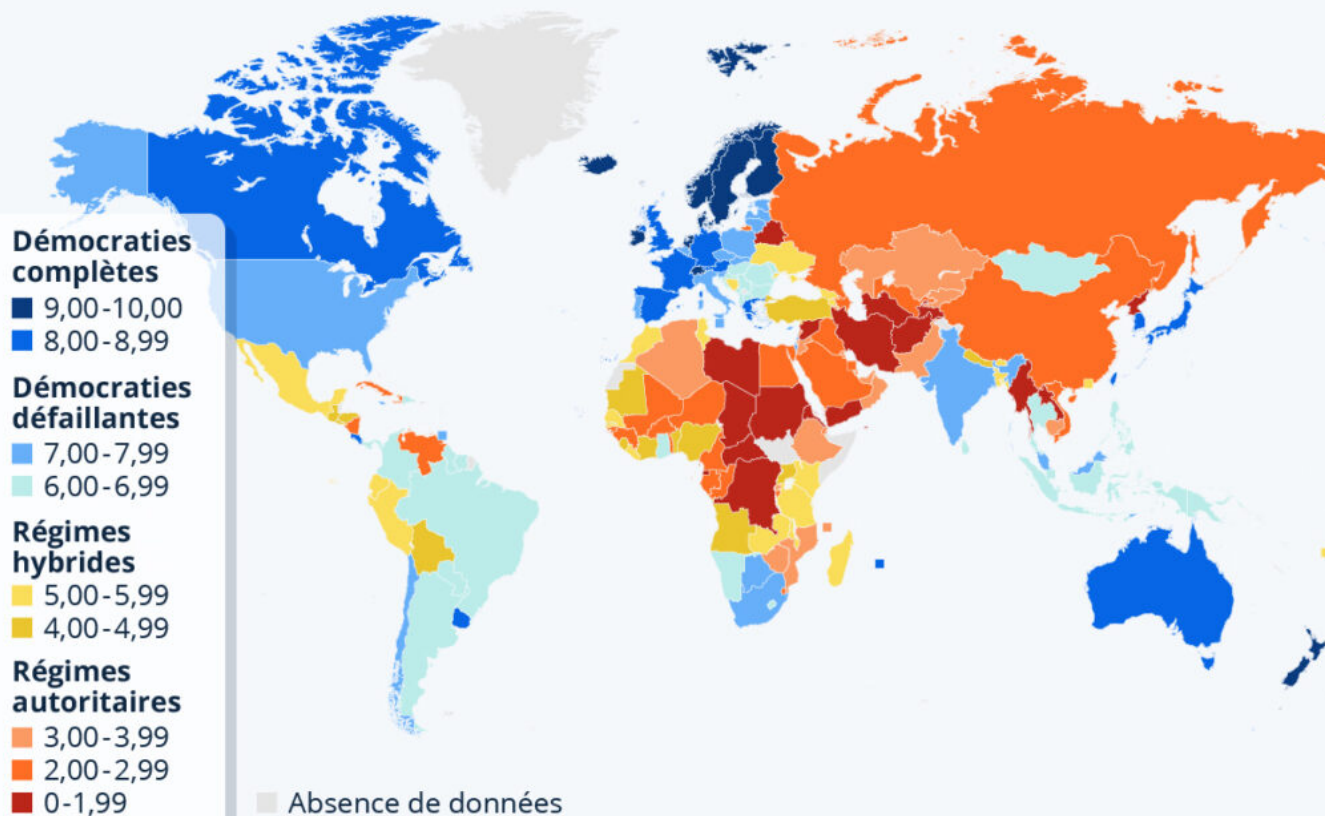 Démocraties
complètes
9,00-10,00
8,00-8,99
Démocraties
défaillantes
7,00-7,99
6,00-6,99
Régimes
hybrides
5,00-5,99
4,00-4,99
Régimes
autoritaires
3,00-3,99
2,00-2,99
0-1,99
Absence de données